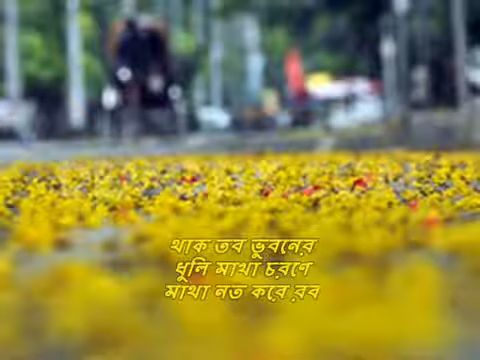 থাক তব ভুবনের
ধুলি মাখা চরণে
মাথা নত করে রব